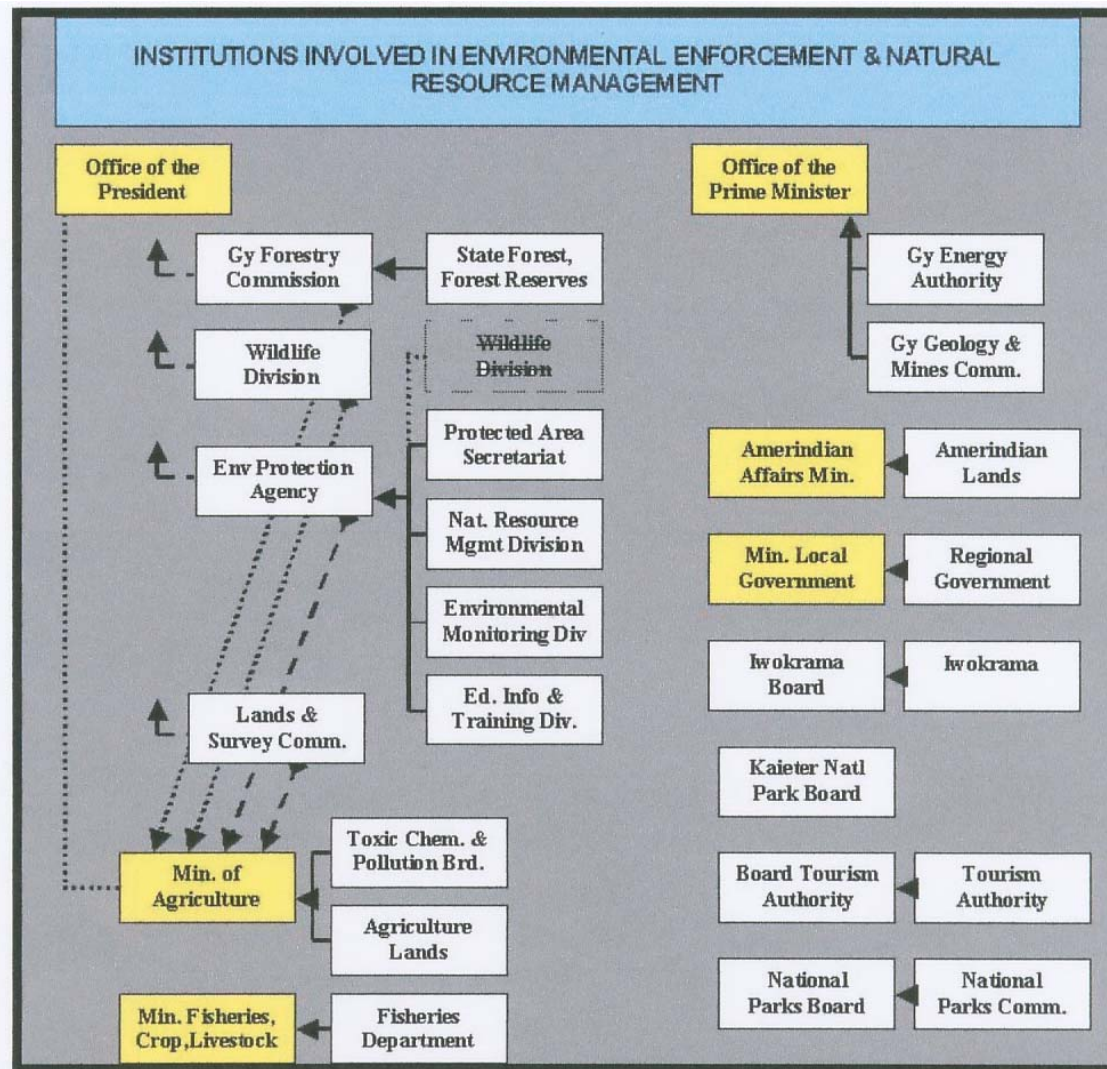 INSTITUTIONS INVOLVED IN ENVIRONMENTAL ENFORCEMENT & NATURAL
RESOURCE MANAGEMENT
Office of the
President
Gy Forestry
Commission
State Forest,
Forest Reserves
Wildlife
Division
Wildlife
Division
Env Protection
Agency
Protected Area
Secretariat
Nat. Resource
Mgmt Division
Environmental
Monitoring Div
Ed. Info &
Training Div.
Lands &
Survey Comm.
Min. of
Agriculture
Toxic Chem. &
Pollution Brd.
Agriculture
Lands
Min. Fisheries,
Crop,Livestock
Fisheries
Department
Office of the
Prime Minister
Gy Energy
Authority
Gy Geology &
Mines Comm.
Amerindian
Affairs Min.
Amerindian
Lands
Min. Local
Government
Regional
Government
Iwokrama
Board
Iwokrama
Kaieter Natl
Park Board
Board Tourism
Authority
Tourism
Authority
National
Parks Board
National
Parks Comm.